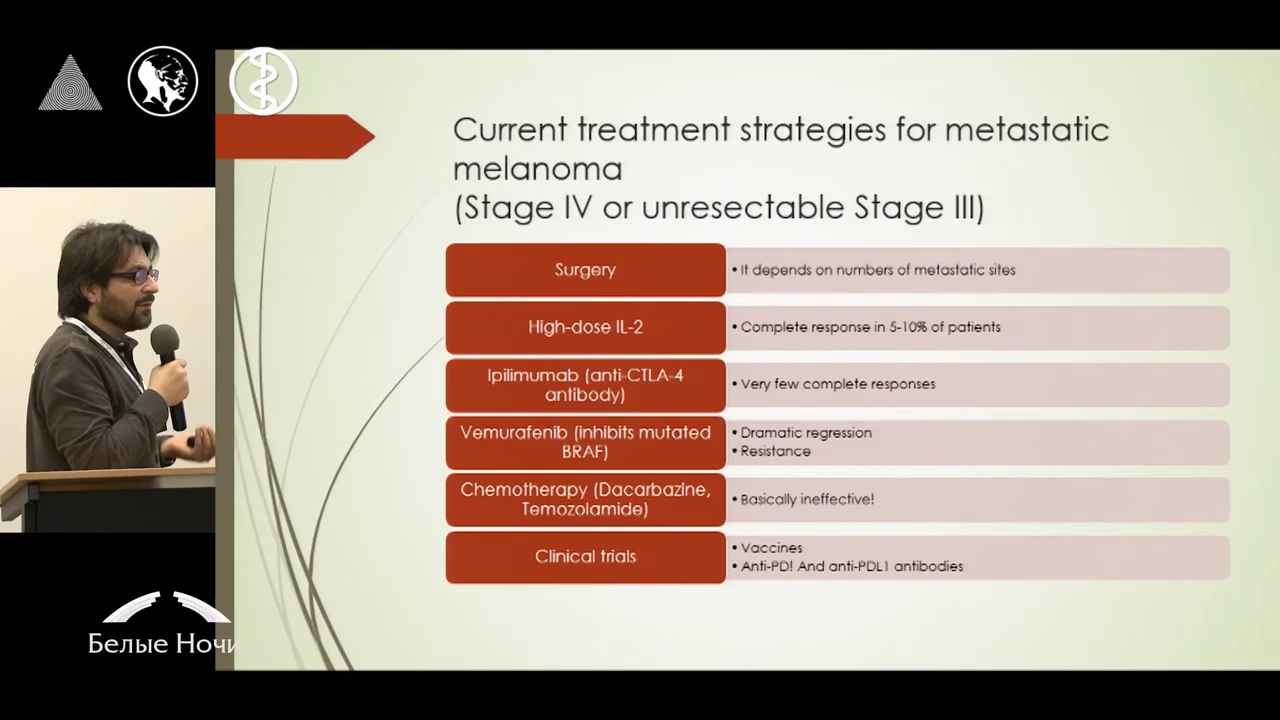 Current treatment strategies for metastatic
melanoma
(Stage IV or unresectable Stage III)
Surgery
• It depends on numbers of metastatic sites
High-dose IL-2
• Complete response in 5-10% of patients
Ipilimumab (anti-CTLA-4
antibody)
• Very few complete responses
Vemurafenib (inhibits mutated
BRAF)
• Dramatic regression
• Resistance
Chemotherapy (Dacarbazine,
Temozolamide)
• Basically ineffective!
Clinical trials
• Vaccines
• Anti-PD! And anti-PDL1 antibodies
Белые Ночи